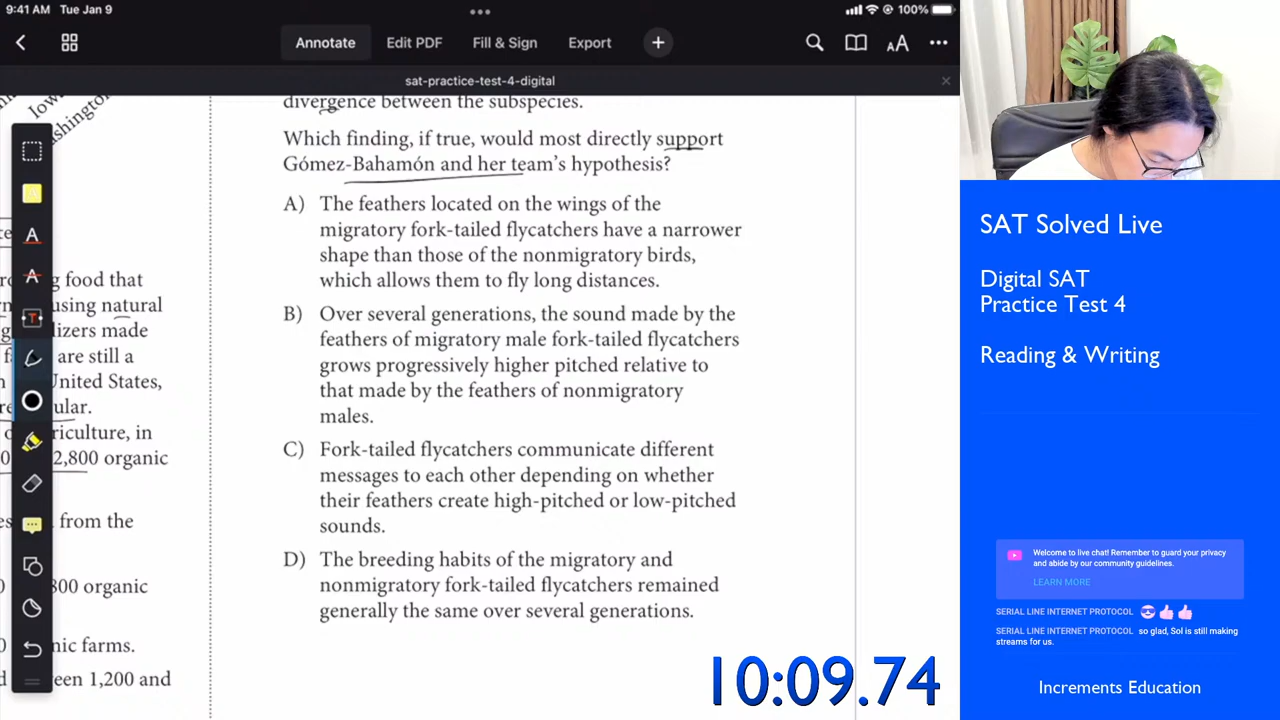 9:41 AM Tue Jan 9
100%
Annotate
Edit PDF
Fill & Sign
Export
sat-practice-test-4-digital
divergence between the subspecies.
Which finding, if true, would most directly support
Gómez-Bahamón and her team's hypothesis?
A) The feathers located on the wings of the
migratory fork-tailed flycatchers have a narrower
shape than those of the nonmigratory birds,
which allows them to fly long distances.
B) Over several generations, the sound made by the
feathers of migratory male fork-tailed flycatchers
grows progressively higher pitched relative to
that made by the feathers of nonmigratory
males.
C) Fork-tailed flycatchers communicate different
messages to each other depending on whether
their feathers create high-pitched or low-pitched
sounds.
D) The breeding habits of the migratory and
nonmigratory fork-tailed flycatchers remained
generally the same over several generations.
g food that
using natural
lizers made
are still a
United States,
ular.
riculture, in
2,800 organic
from the
800 organic
nic farms.
een 1,200 and
10:09.74
SAT Solved Live
Digital SAT
Practice Test 4
Reading & Writing
Welcome to live chat! Remember to guard your privacy
and abide by our community guidelines.
LEARN MORE
SERIAL LINE INTERNET PROTOCOL
SERIAL LINE INTERNET PROTOCOL so glad, Sol is still making
streams for us.
Increments Education